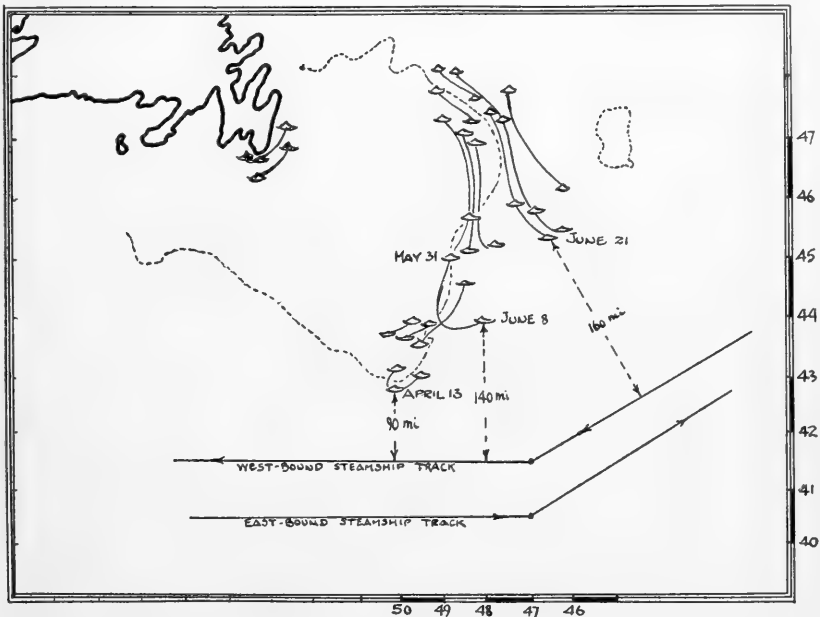 8
47
46
JUNE 21
45
MAY 31
44
JUNE 8
160 mi
43
APRIL 13
140 mi
90 mi
42
WEST-BOUND STEAMSHIP TRACK
41
EAST-BOUND STEAMSHIP TRACK
40
50 49 48 47 46